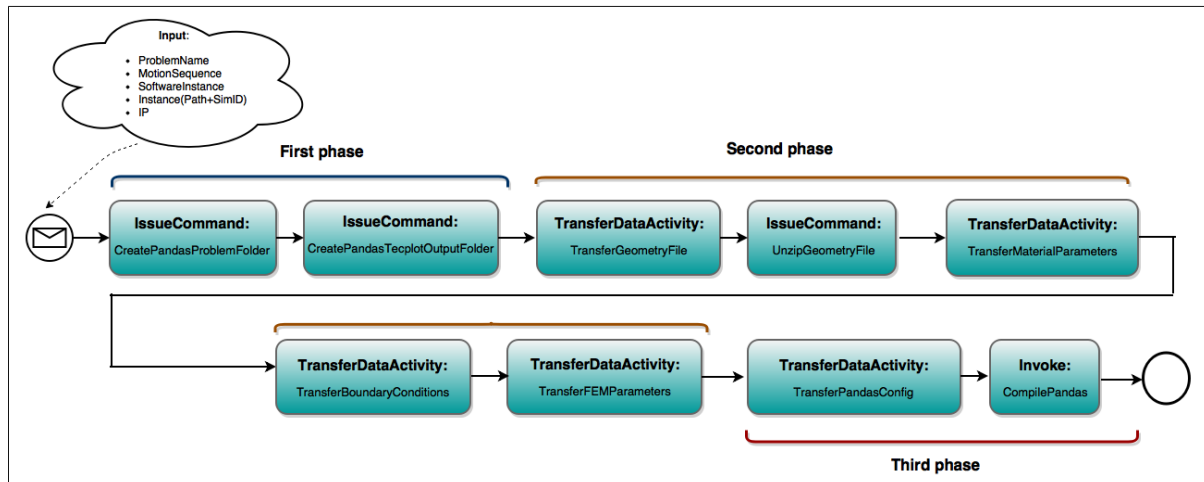 Input:
• ProblemName
• MotionSequence
• SoftwareInstance
• Instance(Path+SimID)
• IP
First phase
Second phase
IssueCommand:
CreatePandasProblemFolder
IssueCommand:
CreatePandasTecplotOutputFolder
TransferDataActivity:
TransferGeometryFile
IssueCommand:
UnzipGeometryFile
TransferDataActivity:
TransferMaterialParameters
TransferDataActivity:
TransferBoundaryConditions
TransferDataActivity:
TransferFEMParameters
TransferDataActivity:
TransferPandasConfig
Invoke:
CompilePandas
Third phase